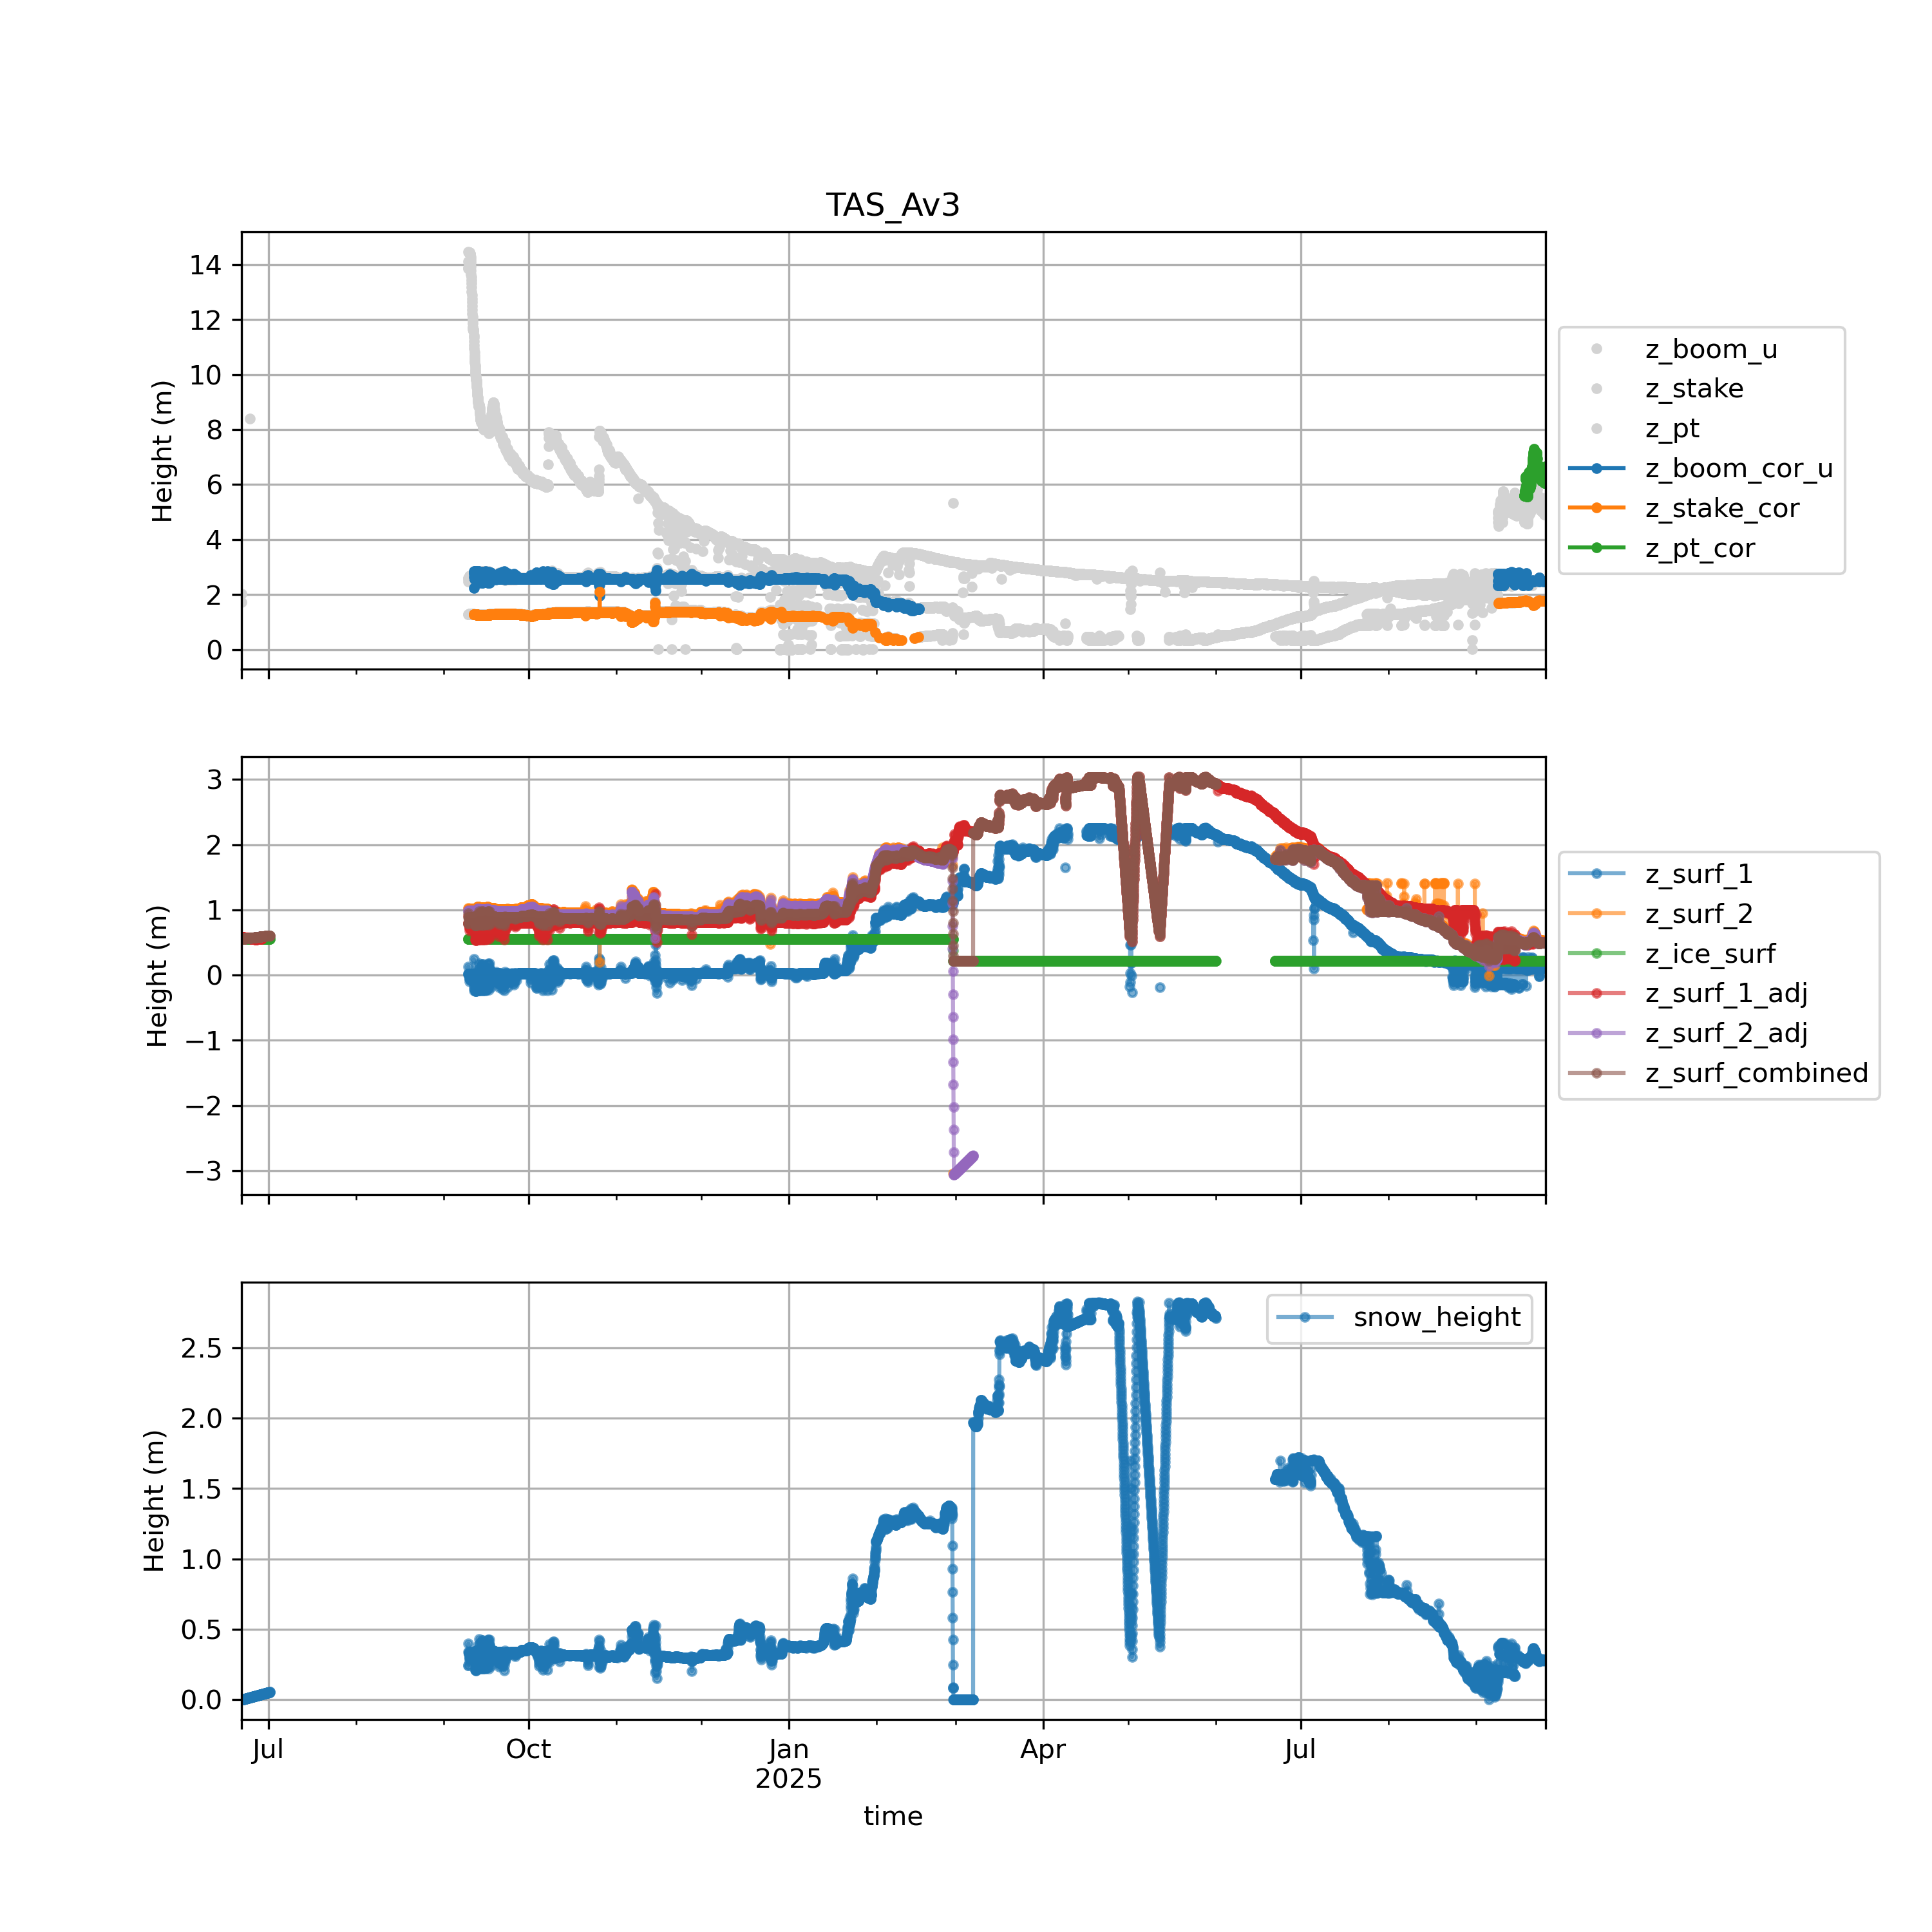 TAS_Av3
14
12
10
8
6
4
2
0
Height (m)
z_boom_u
z_stake
z_pt
z_boom_cor_u
z_stake_cor
z_pt_cor
3
2
1
0
−1
−2
−3
Height (m)
z_surf_1
z_surf_2
z_ice_surf
z_surf_1_adj
z_surf_2_adj
z_surf_combined
2.5
2.0
1.5
1.0
0.5
0.0
Height (m)
snow_height
Jul Oct Jan Apr Jul
2025
time